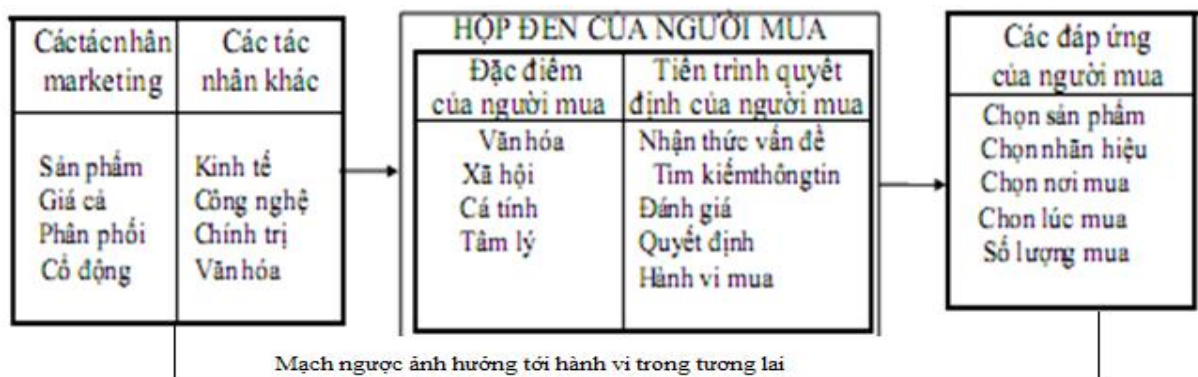 Cáctácnhân
marketing
Các tác
nhân khác
Sản phẩm
Giá cả
Phân phối
Cổ động
Kinh tế
Công nghệ
Chính trị
Văn hóa
HỘP ĐEN CỦA NGƯỜI MUA
Đặc điểm
của người mua
Tiên trình quyết
định của người mua
Văn hóa
Xã hội
Cá tính
Tâm lý
Nhận thức vấn đề
Tìm kiếmthôngtin
Đánh giá
Quyết định
Hành vi mua
Các đáp ứng
của người mua
Chọn sản phẩm
Chọnnhãn hiệu
Chọn nơi mua
Chon lúc mua
Số lượng mua
Mạch ngược ảnh hưởng tới hành vi trong tương lai